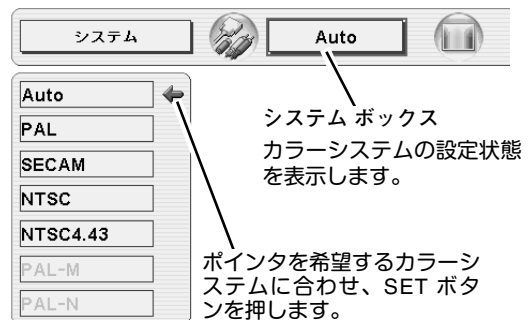 システム
Auto
Auto
PAL
SECAM
NTSC
NTSC4.43
PAL-M
PAL-N
システム ボックス
カラーシステムの設定状態
を表示します。
ポインタを希望するカラーシ
ステムに合わせ、SET ボタ
ンを押します。